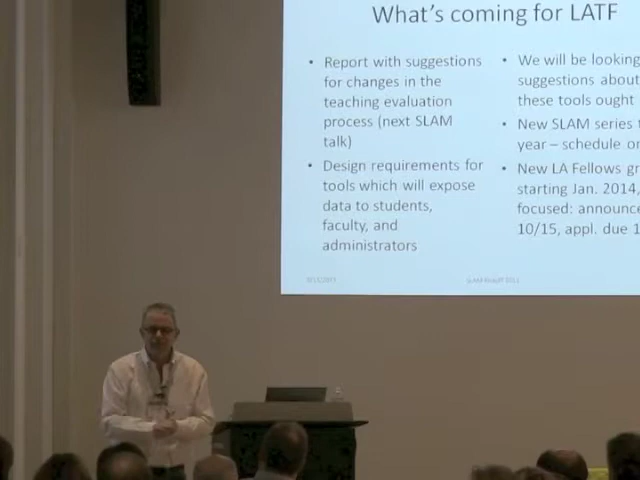 What's coming for LATF
• Report with suggestions
for changes in the
teaching evaluation
process (next SLAM
talk)
• Design requirements for
tools which will expose
data to students,
faculty, and
administrators
• We will be looking
suggestions about
these tools ought
• New SLAM series
year – schedule
• New LA Fellows
starting Jan. 2014,
focused: announce
10/15, appl. due